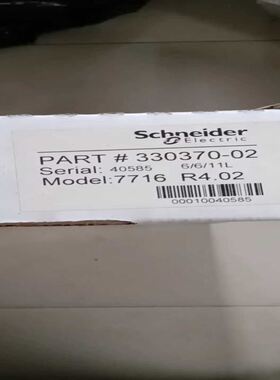 Schneider
Electric
PART # 330370-02
Serial: 40585 6/6/11L
Model:7716 R4.02
00010040585